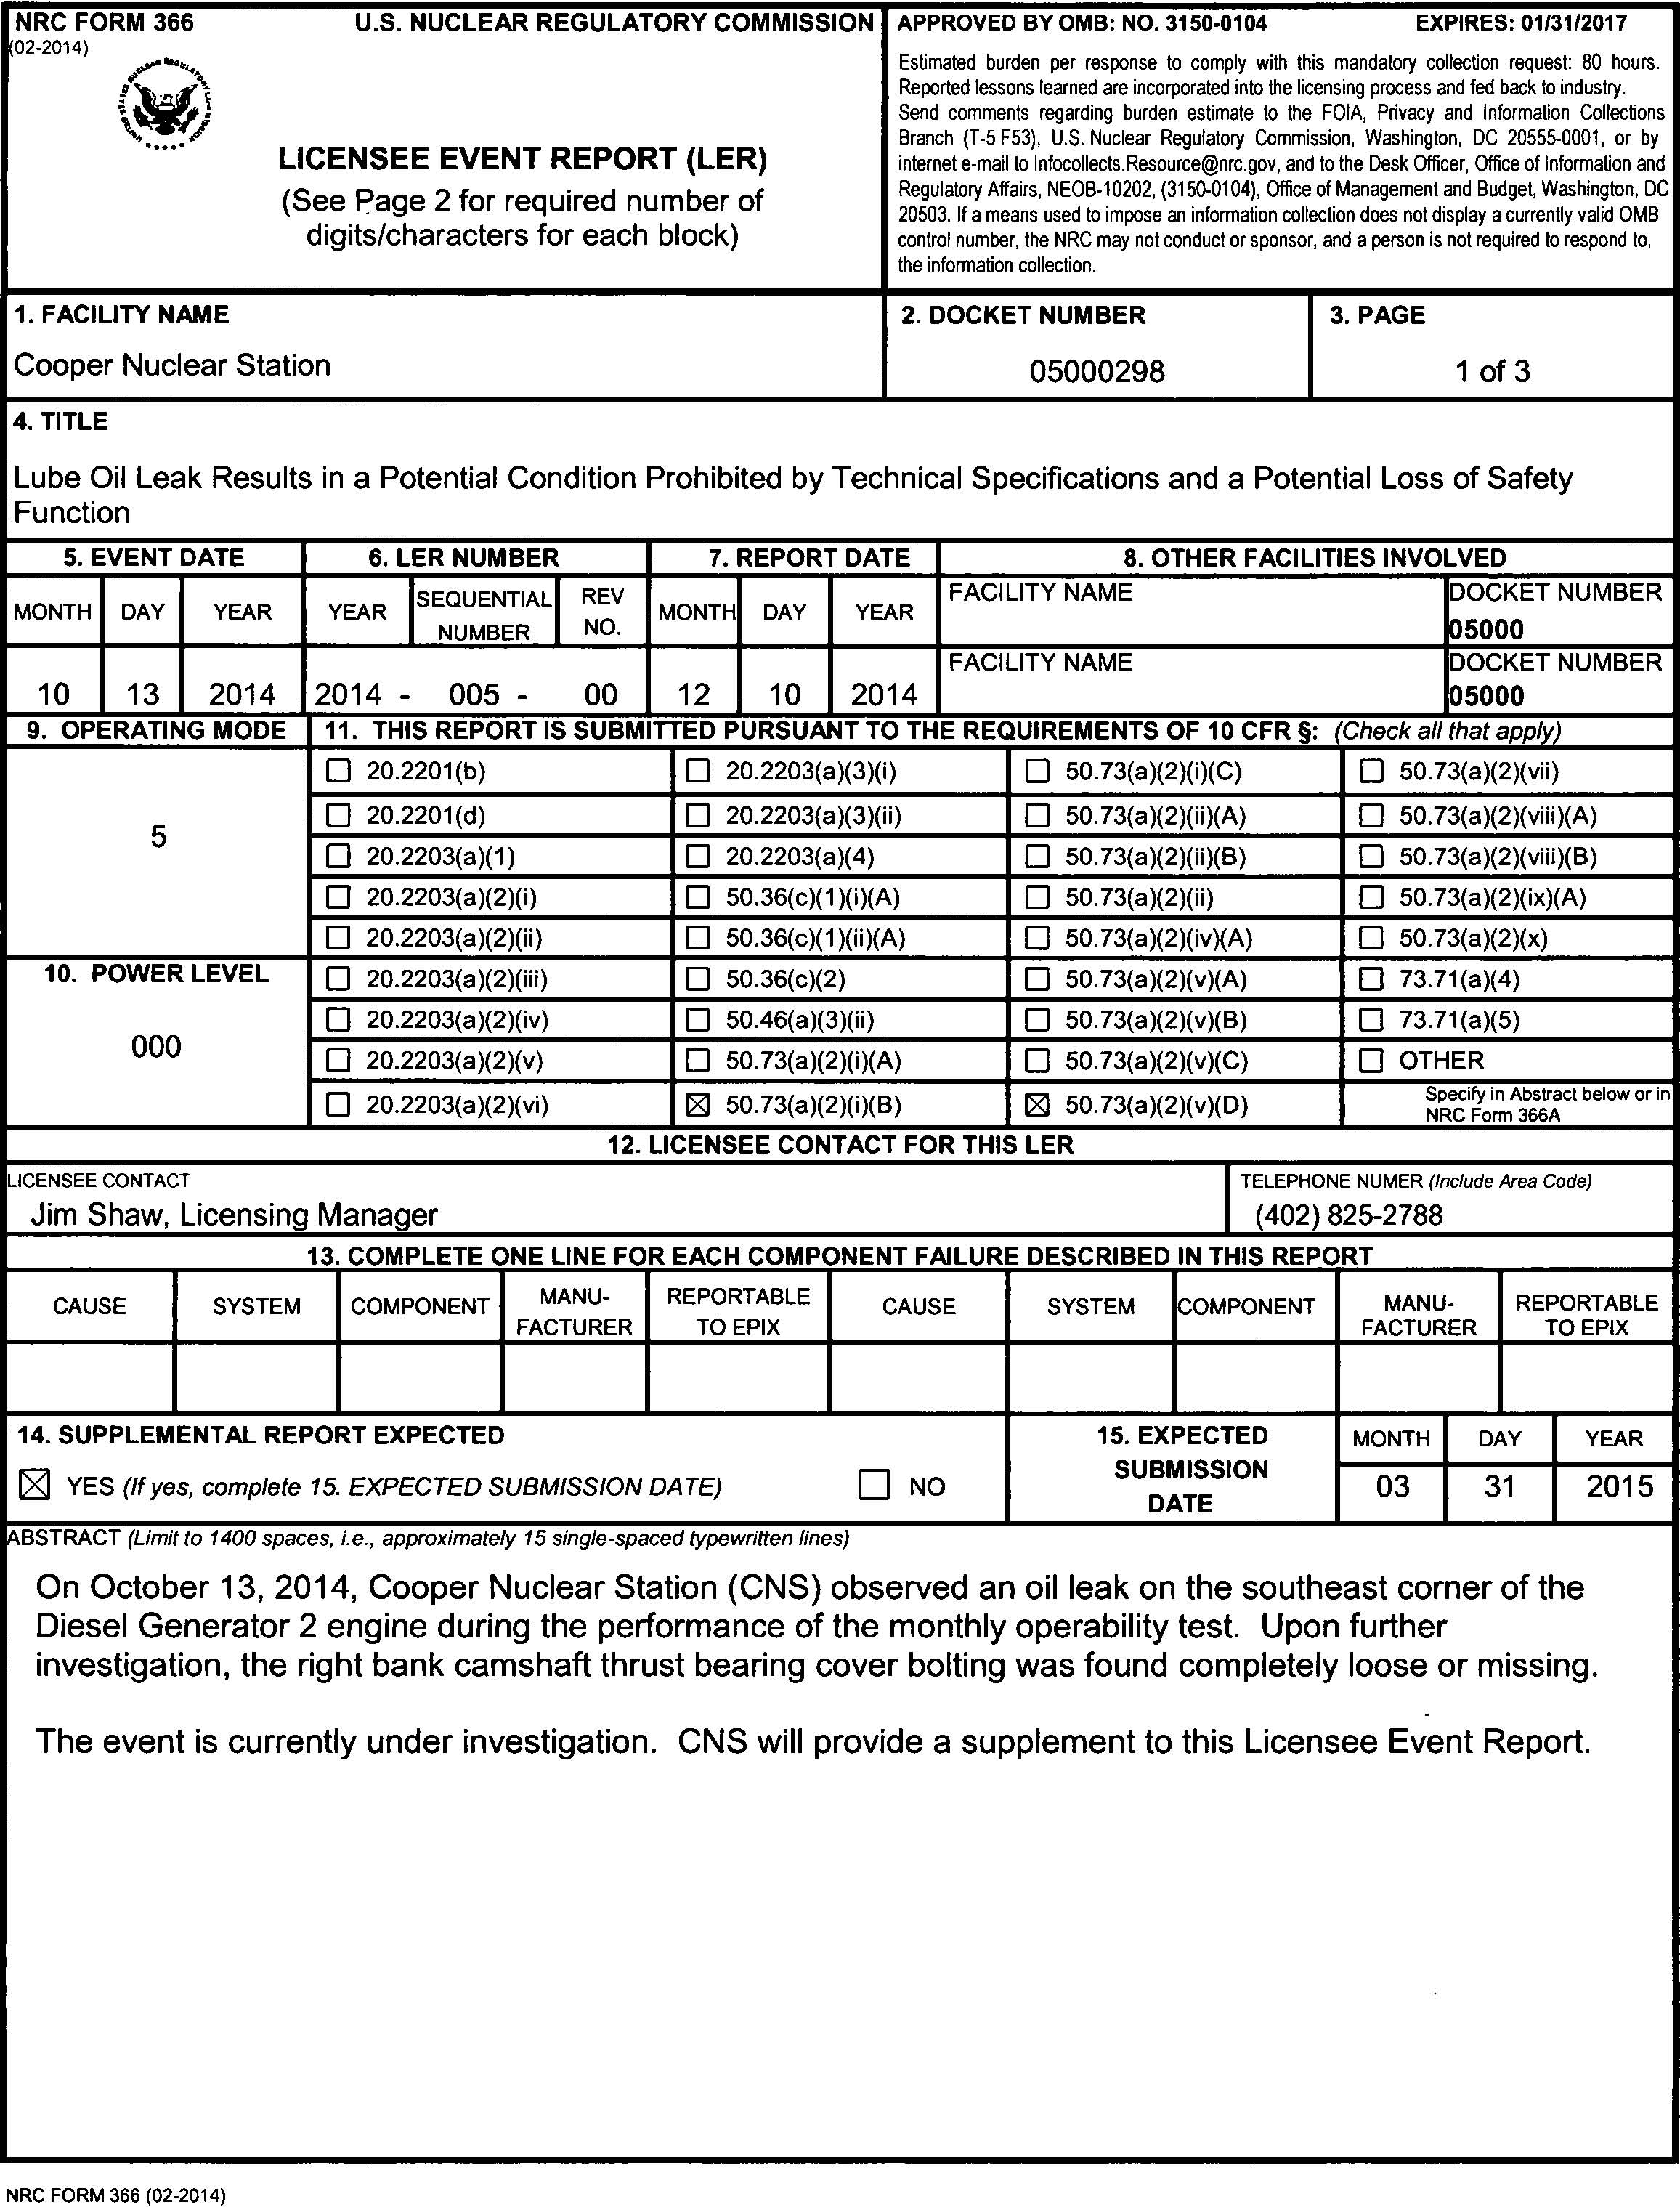 NRC FORM 366
(02-2014)
U.S. NUCLEAR REGULATORY COMMISSION
LICENSEE EVENT REPORT (LER)
(See Page 2 for required number of
digits/characters for each block)
APPROVED BY OMB: NO. 3150-0104 EXPIRES: 01/31/2017
Estimated burden per response to comply with this mandatory collection request: 80 hours.
Reported lessons learned are incorporated into the licensing process and fed back to industry.
Send comments regarding burden estimate to the FOIA, Privacy and Information Collections
Branch (T-5 F53), U.S. Nuclear Regulatory Commission, Washington, DC 20555-0001, or by
internet e-mail to Infocollects.Resource@nrc.gov, and to the Desk Officer, Office of Information and
Regulatory Affairs, NEOB-10202, (3150-0104), Office of Management and Budget, Washington, DC
20503. If a means used to impose an information collection does not display a currently valid OMB
control number, the NRC may not conduct or sponsor, and a person is not required to respond to,
the information collection.
1. FACILITY NAME
Cooper Nuclear Station
2. DOCKET NUMBER
05000298
3. PAGE
1 of 3
4. TITLE
Lube Oil Leak Results in a Potential Condition Prohibited by Technical Specifications and a Potential Loss of Safety
Function
5. EVENT DATE 6. LER NUMBER 7. REPORT DATE 8. OTHER FACILITIES INVOLVED
MONTH DAY YEAR YEAR SEQUENTIAL NUMBER REV NO. MONTH DAY YEAR FACILITY NAME DOCKET NUMBER
05000
10 13 2014 2014 - 005 - 00 12 10 2014 FACILITY NAME DOCKET NUMBER
05000
9. OPERATING MODE
5
10. POWER LEVEL
000
11. THIS REPORT IS SUBMITTED PURSUANT TO THE REQUIREMENTS OF 10 CFR §: (Check all that apply)
☐ 20.2201(b) ☐ 20.2203(a)(3)(i) ☐ 50.73(a)(2)(i)(C) ☐ 50.73(a)(2)(vii)
☐ 20.2201(d) ☐ 20.2203(a)(3)(ii) ☐ 50.73(a)(2)(ii)(A) ☐ 50.73(a)(2)(viii)(A)
☐ 20.2203(a)(1) ☐ 20.2203(a)(4) ☐ 50.73(a)(2)(ii)(B) ☐ 50.73(a)(2)(viii)(B)
☐ 20.2203(a)(2)(i) ☐ 50.36(c)(1)(i)(A) ☐ 50.73(a)(2)(ii) ☐ 50.73(a)(2)(ix)(A)
☐ 20.2203(a)(2)(ii) ☐ 50.36(c)(1)(ii)(A) ☐ 50.73(a)(2)(iv)(A) ☐ 50.73(a)(2)(x)
☐ 20.2203(a)(2)(iii) ☐ 50.36(c)(2) ☐ 50.73(a)(2)(v)(A) ☐ 73.71(a)(4)
☐ 20.2203(a)(2)(iv) ☐ 50.46(a)(3)(ii) ☐ 50.73(a)(2)(v)(B) ☐ 73.71(a)(5)
☐ 20.2203(a)(2)(v) ☐ 50.73(a)(2)(i)(A) ☐ 50.73(a)(2)(v)(C) ☐ OTHER
☐ 20.2203(a)(2)(vi) ☒ 50.73(a)(2)(i)(B) ☒ 50.73(a)(2)(v)(D) Specify in Abstract below or in
NRC Form 366A
12. LICENSEE CONTACT FOR THIS LER
LICENSEE CONTACT
Jim Shaw, Licensing Manager
TELEPHONE NUMER (Include Area Code)
(402) 825-2788
13. COMPLETE ONE LINE FOR EACH COMPONENT FAILURE DESCRIBED IN THIS REPORT
CAUSE SYSTEM COMPONENT MANU-FACTURER REPORTABLE TO EPIX CAUSE SYSTEM COMPONENT MANU-FACTURER REPORTABLE TO EPIX
14. SUPPLEMENTAL REPORT EXPECTED
☒ YES (If yes, complete 15. EXPECTED SUBMISSION DATE) ☐ NO
15. EXPECTED
SUBMISSION
DATE
MONTH DAY YEAR
03 31 2015
ABSTRACT (Limit to 1400 spaces, i.e., approximately 15 single-spaced typewritten lines)
On October 13, 2014, Cooper Nuclear Station (CNS) observed an oil leak on the southeast corner of the
Diesel Generator 2 engine during the performance of the monthly operability test. Upon further
investigation, the right bank camshaft thrust bearing cover bolting was found completely loose or missing.
The event is currently under investigation. CNS will provide a supplement to this Licensee Event Report.
NRC FORM 366 (02-2014)